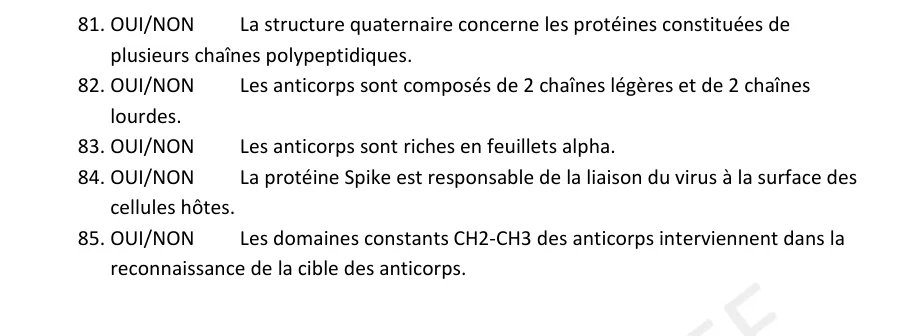 81. OUI/NON La structure quaternaire concerne les protéines constituées de
plusieurs chaînes polypeptidiques.
82. OUI/NON Les anticorps sont composés de 2 chaînes légères et de 2 chaînes
lourdes.
83. OUI/NON Les anticorps sont riches en feuillets alpha.
84. OUI/NON La protéine Spike est responsable de la liaison du virus à la surface des
cellules hôtes.
85. OUI/NON Les domaines constants CH2-CH3 des anticorps interviennent dans la
reconnaissance de la cible des anticorps.